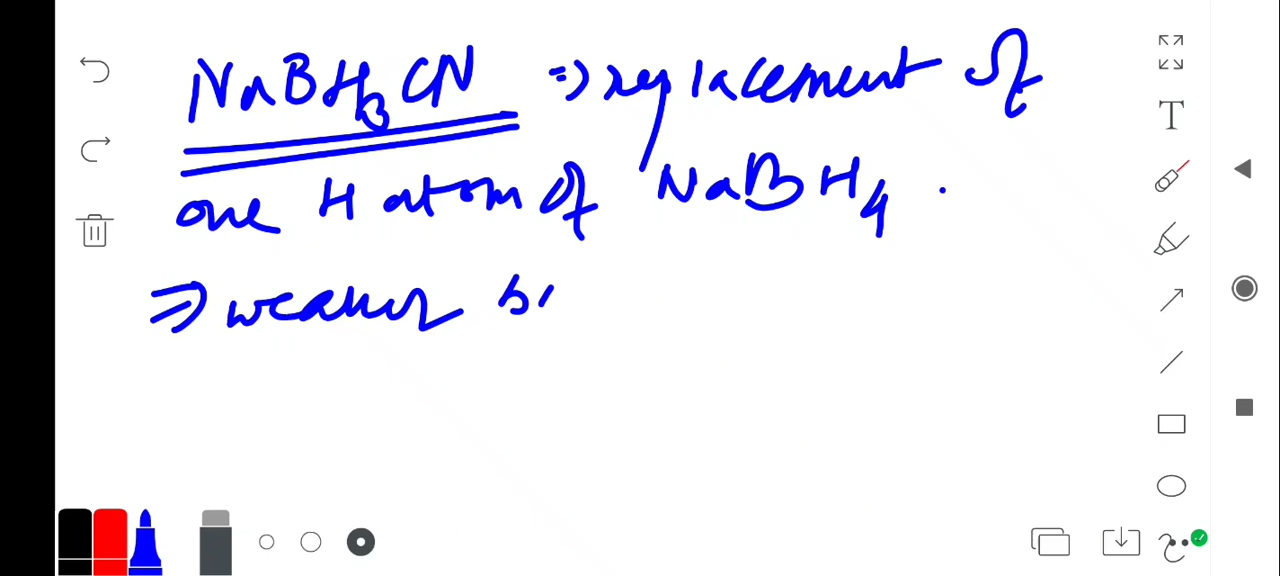 NaBH3CN ⇒ replacement of
one H atom of NaBH4 .
⇒ weaker
T